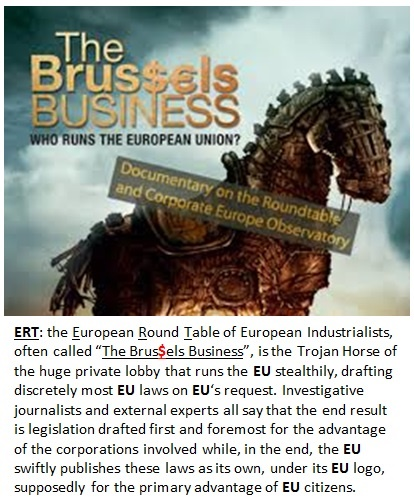 The
Brus$€ls
BUSINESS
WHO RUNS THE EUROPEAN UNION?
Documentary on the Roundtable
and Corporate Europe Observatory
ERT: the European Round Table of European Industrialists,
often called “The Brus$els Business”, is the Trojan Horse of
the huge private lobby that runs the EU stealthily, drafting
discretely most EU laws on EU‘s request. Investigative
journalists and external experts all say that the end result
is legislation drafted first and foremost for the advantage
of the corporations involved while, in the end, the EU
swiftly publishes these laws as its own, under its EU logo,
supposedly for the primary advantage of EU citizens.